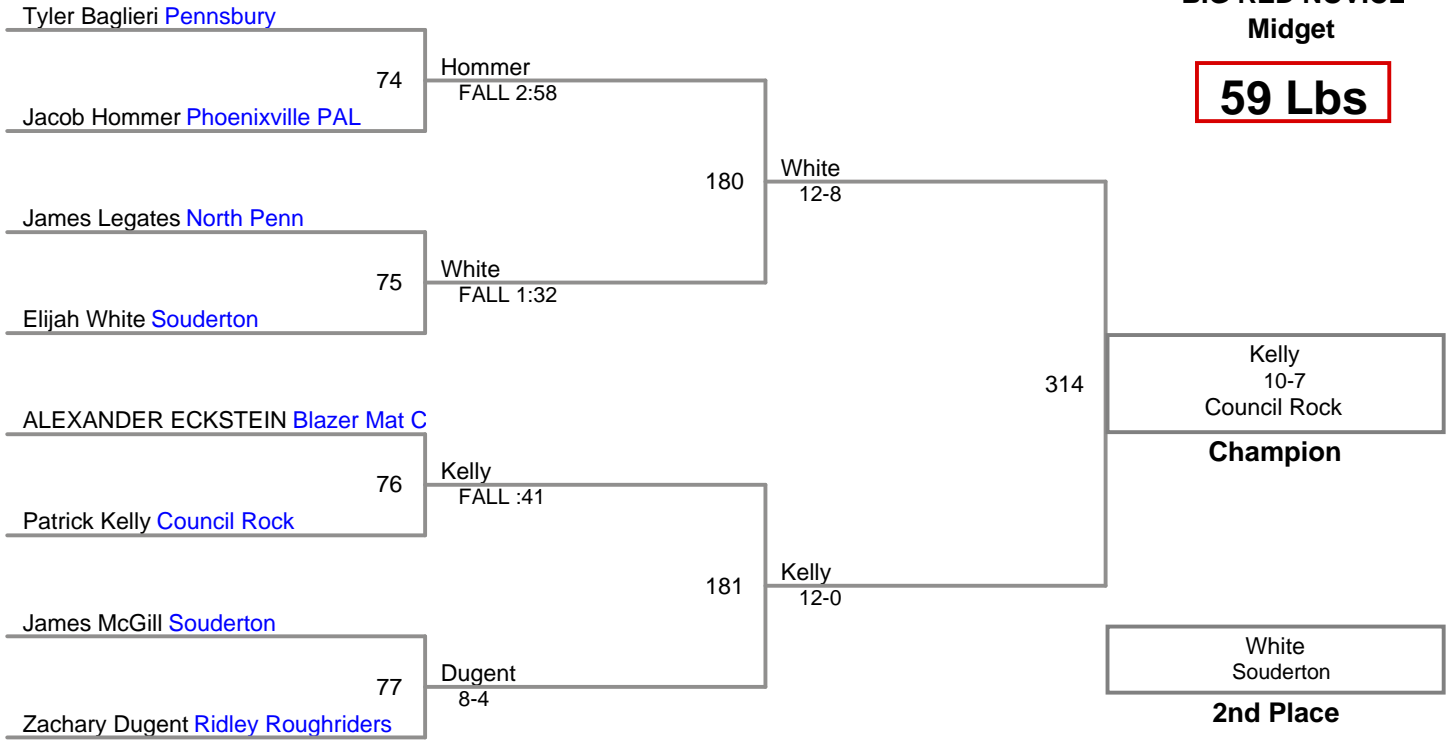 Tyler Baglieri Pennsbury
Midget
74
Hommer
FALL 2:58
59 Lbs
Jacob Hommer Phoenixville PAL
180
White
12-8
James Legates North Penn
75
White
FALL 1:32
Elijah White Souderton
314
Kelly
10-7
Council Rock
Champion
ALEXANDER ECKSTEIN Blazer Mat C
76
Kelly
FALL :41
Patrick Kelly Council Rock
181
Kelly
12-0
James McGill Souderton
77
Dugent
8-4
Zachary Dugent Ridley Roughriders
White
Souderton
2nd Place